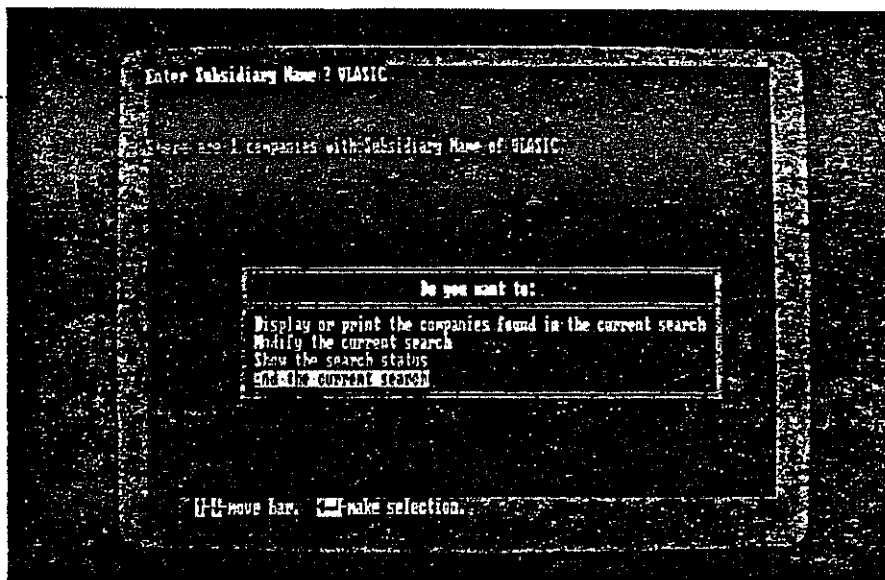 Enter Subsidiary Name ? VLASIC
There are 1 companies with Subsidiary Name of VLASIC.
Do you want to:
Display or print the companies found in the current search
Modify the current search
Show the search status
End the current search
move bar. make selection.